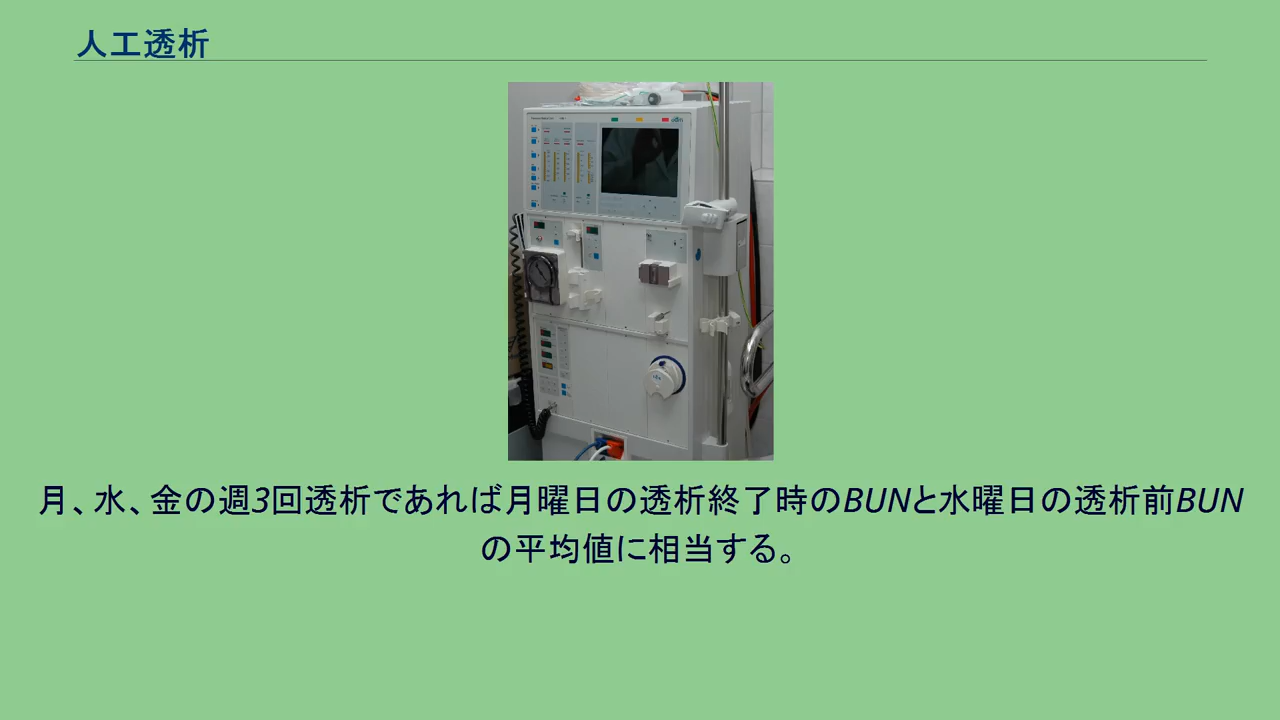 人工透析
月、水、金の週3回透析であれば月曜日の透析終了時のBUNと水曜日の透析前BUN
の平均値に相当する。